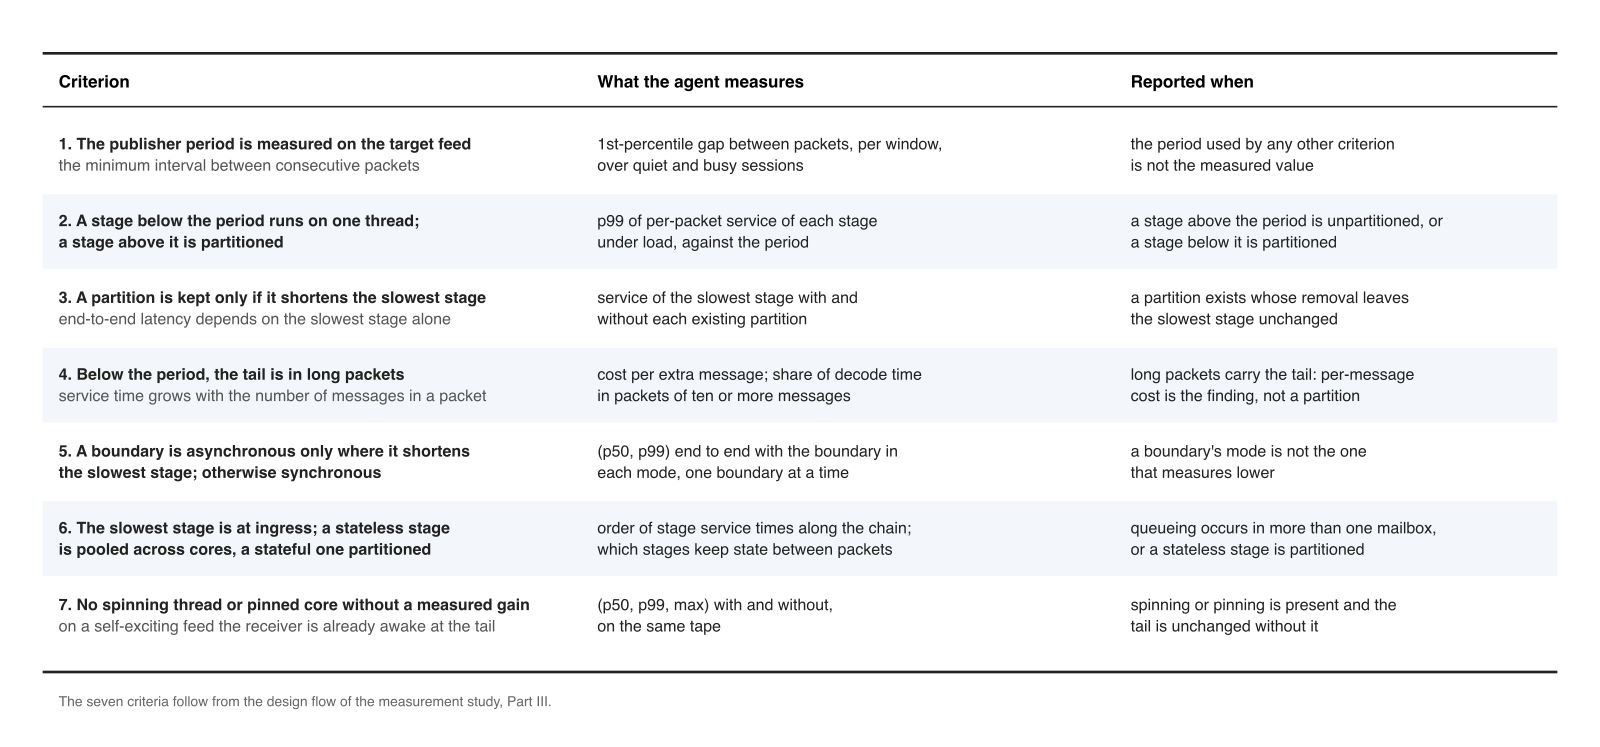 Criterion
What the agent measures
Reported when
1. The publisher period is measured on the target feed
the minimum interval between consecutive packets
1st-percentile gap between packets, per window,
over quiet and busy sessions
the period used by any other criterion
is not the measured value
2. A stage below the period runs on one thread;
a stage above it is partitioned
p99 of per-packet service of each stage
under load, against the period
a stage above the period is unpartitioned, or
a stage below it is partitioned
3. A partition is kept only if it shortens the slowest stage
end-to-end latency depends on the slowest stage alone
service of the slowest stage with and
without each existing partition
a partition exists whose removal leaves
the slowest stage unchanged
4. Below the period, the tail is in long packets
service time grows with the number of messages in a packet
cost per extra message; share of decode time
in packets of ten or more messages
long packets carry the tail: per-message
cost is the finding, not a partition
5. A boundary is asynchronous only where it shortens
the slowest stage; otherwise synchronous
(p50, p99) end to end with the boundary in
each mode, one boundary at a time
a boundary's mode is not the one
that measures lower
6. The slowest stage is at ingress; a stateless stage
is pooled across cores, a stateful one partitioned
order of stage service times along the chain;
which stages keep state between packets
queueing occurs in more than one mailbox,
or a stateless stage is partitioned
7. No spinning thread or pinned core without a measured gain
on a self-exciting feed the receiver is already awake at the tail
(p50, p99, max) with and without,
on the same tape
spinning or pinning is present and the
tail is unchanged without it
The seven criteria follow from the design flow of the measurement study, Part III.